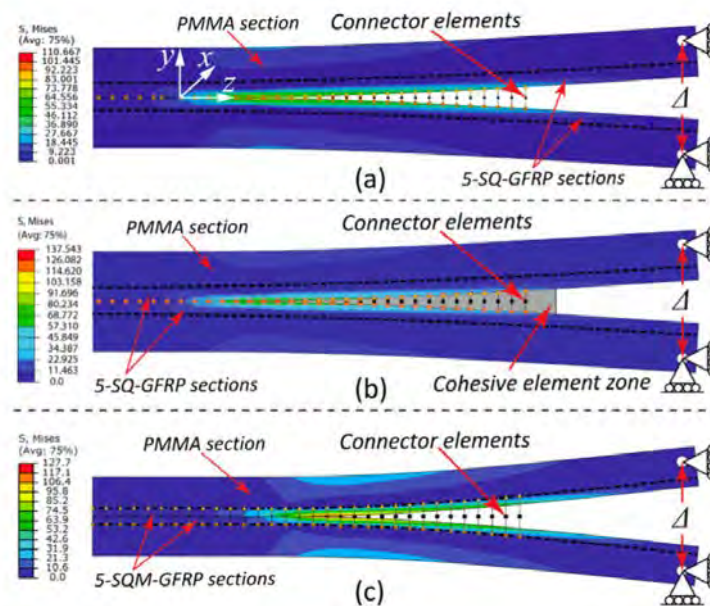 S, Mises
(Avg: 75%)
110.667
101.445
92.223
83.001
73.778
64.556
55.334
46.112
36.890
27.667
18.445
9.223
0.001
PMMA section
Connector elements
y
x
z
Δ
(a)
5-SQ-GFRP sections
S, Mises
(Avg: 75%)
137.543
126.082
114.620
103.158
91.696
80.234
68.772
57.310
45.849
34.387
22.925
11.463
0.0
PMMA section
Connector elements
Δ
5-SQ-GFRP sections
(b)
Cohesive element zone
S, Mises
(Avg: 75%)
127.7
117.1
106.4
95.8
85.2
74.5
63.9
53.2
42.6
31.9
21.3
10.6
0.0
PMMA section
Connector elements
Δ
5-SQM-GFRP sections
(c)